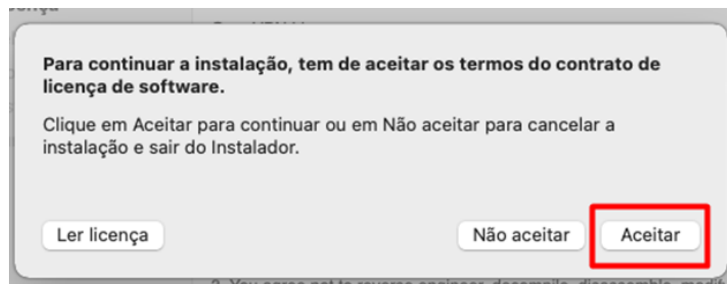 Para continuar a instalação, tem de aceitar os termos do contrato de
licença de software.
Clique em Aceitar para continuar ou em Não aceitar para cancelar a
instalação e sair do Instalador.
Ler licença
Não aceitar
Aceitar